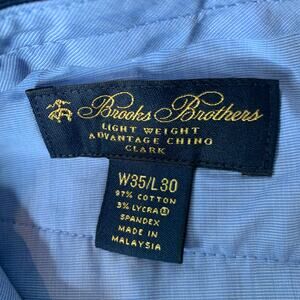 Brooks Brothers
LIGHT WEIGHT
ADVANTAGE CHINO
CLARK
W35/L30
97% COTTON
3% LYCRA®
SPANDEX
MADE IN
MALAYSIA